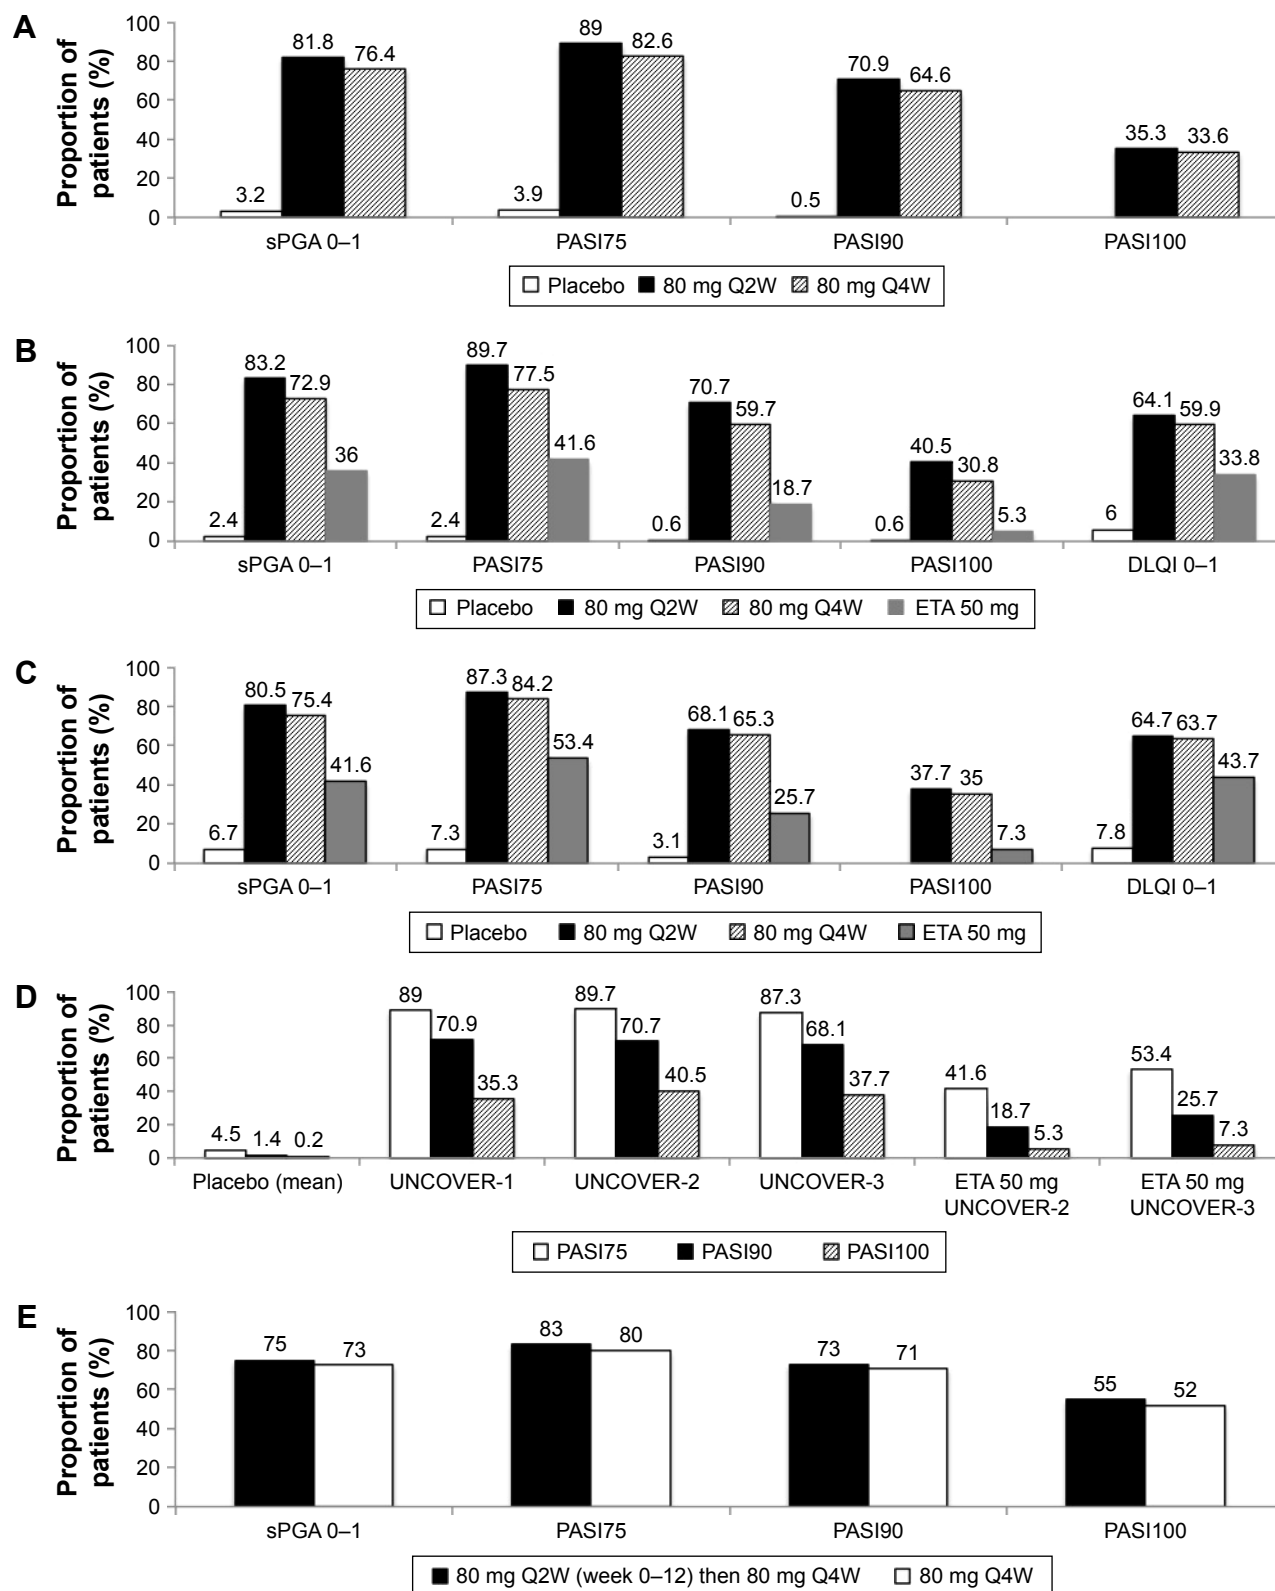 A
Proportion of
patients (%)
100
80
60
40
20
0
3.2
81.8
76.4
3.9
89
82.6
0.5
70.9
64.6
35.3
33.6
sPGA 0–1
PASI75
PASI90
PASI100
Placebo 80 mg Q2W 80 mg Q4W
B
Proportion of
patients (%)
100
80
60
40
20
0
2.4
83.2
72.9
36
2.4
89.7
77.5
41.6
0.6
70.7
59.7
18.7
0.6
40.5
30.8
5.3
6
64.1
59.9
33.8
sPGA 0–1
PASI75
PASI90
PASI100
DLQI 0–1
Placebo 80 mg Q2W 80 mg Q4W ETA 50 mg
C
Proportion of
patients (%)
100
80
60
40
20
0
6.7
80.5
75.4
41.6
7.3
87.3
84.2
53.4
3.1
68.1
65.3
25.7
37.7
35
7.3
7.8
64.7
63.7
43.7
sPGA 0–1
PASI75
PASI90
PASI100
DLQI 0–1
Placebo 80 mg Q2W 80 mg Q4W ETA 50 mg
D
Proportion of
patients (%)
100
80
60
40
20
0
4.5
1.4
0.2
89
70.9
35.3
89.7
70.7
40.5
87.3
68.1
37.7
41.6
18.7
5.3
53.4
25.7
7.3
Placebo (mean)
UNCOVER-1
UNCOVER-2
UNCOVER-3
ETA 50 mg
UNCOVER-2
ETA 50 mg
UNCOVER-3
PASI75 PASI90 PASI100
E
Proportion of
patients (%)
100
80
60
40
20
0
75
73
83
80
73
71
55
52
sPGA 0–1
PASI75
PASI90
PASI100
80 mg Q2W (week 0–12) then 80 mg Q4W 80 mg Q4W